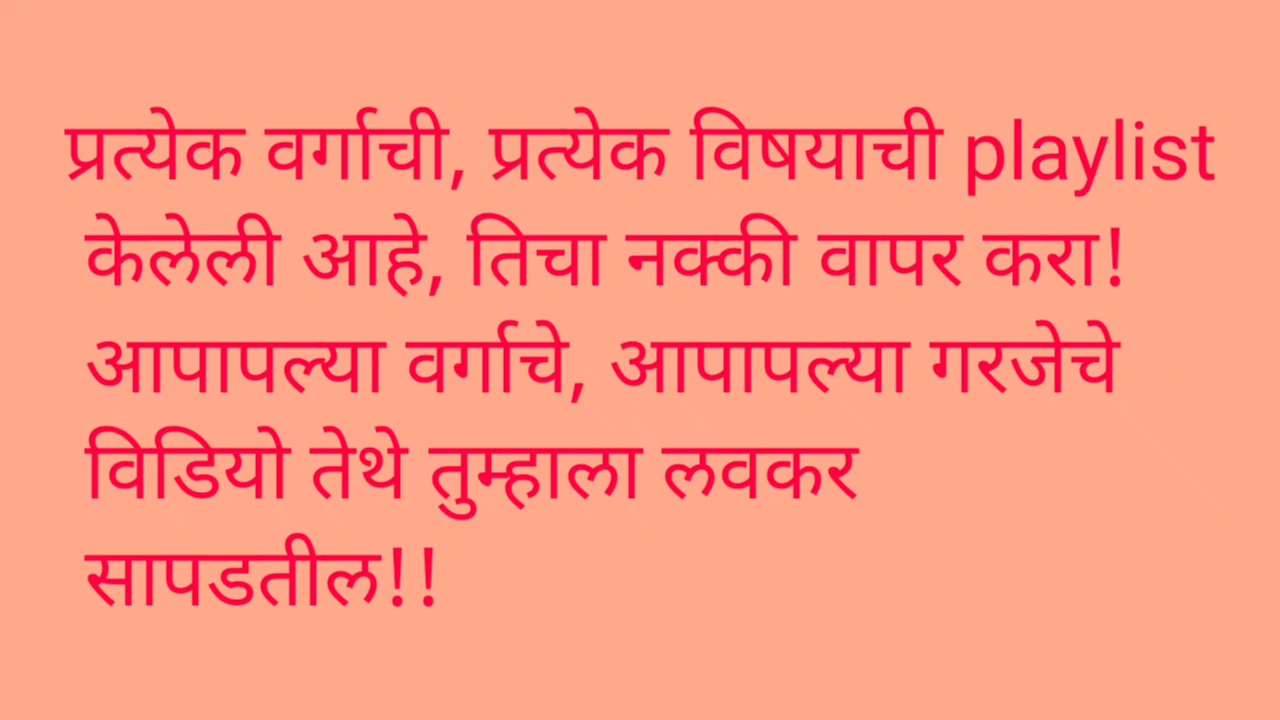 प्रत्येक वर्गाची, प्रत्येक विषयाची playlist
केलेली आहे, तिचा नक्की वापर करा!
आपापल्या वर्गाचे, आपापल्या गरजेचे
विडियो तेथे तुम्हाला लवकर
सापडतील!!